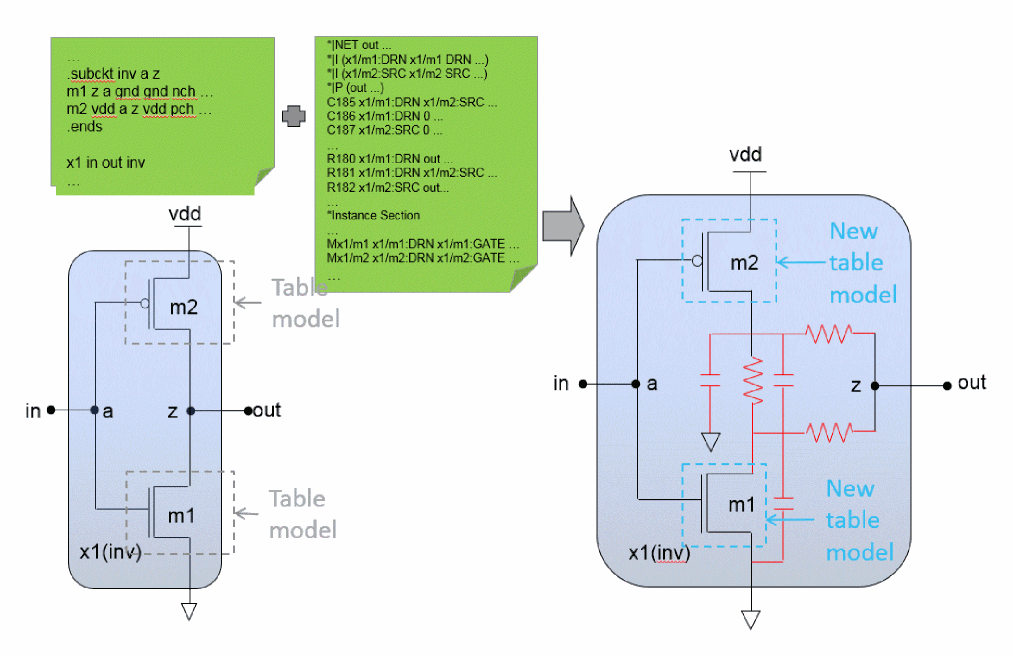 ...
.subckt inv a z
m1 z a gnd gnd nch ...
m2 vdd a z vdd pch ...
.ends
x1 in out inv
...
*|NET out ...
*|I (x1/m1:DRN x1/m1 DRN ...)
*|I (x1/m2:SRC x1/m2 SRC ...)
*|P (out ...)
C185 x1/m1:DRN x1/m2:SRC ...
C186 x1/m1:DRN 0 ...
C187 x1/m2:SRC 0 ...
...
R180 x1/m1:DRN out ...
R181 x1/m1:DRN x1/m2:SRC ...
R182 x1/m2:SRC out...
...
*Instance Section
...
Mx1/m1 x1/m1:DRN x1/m1:GATE ...
Mx1/m2 x1/m2:DRN x1/m2:GATE ...
...
vdd
m2
Table
model
in
a
z
out
m1
Table
model
x1(inv)
vdd
m2
New
table
model
in
a
z
out
m1
New
table
model
x1(inv)